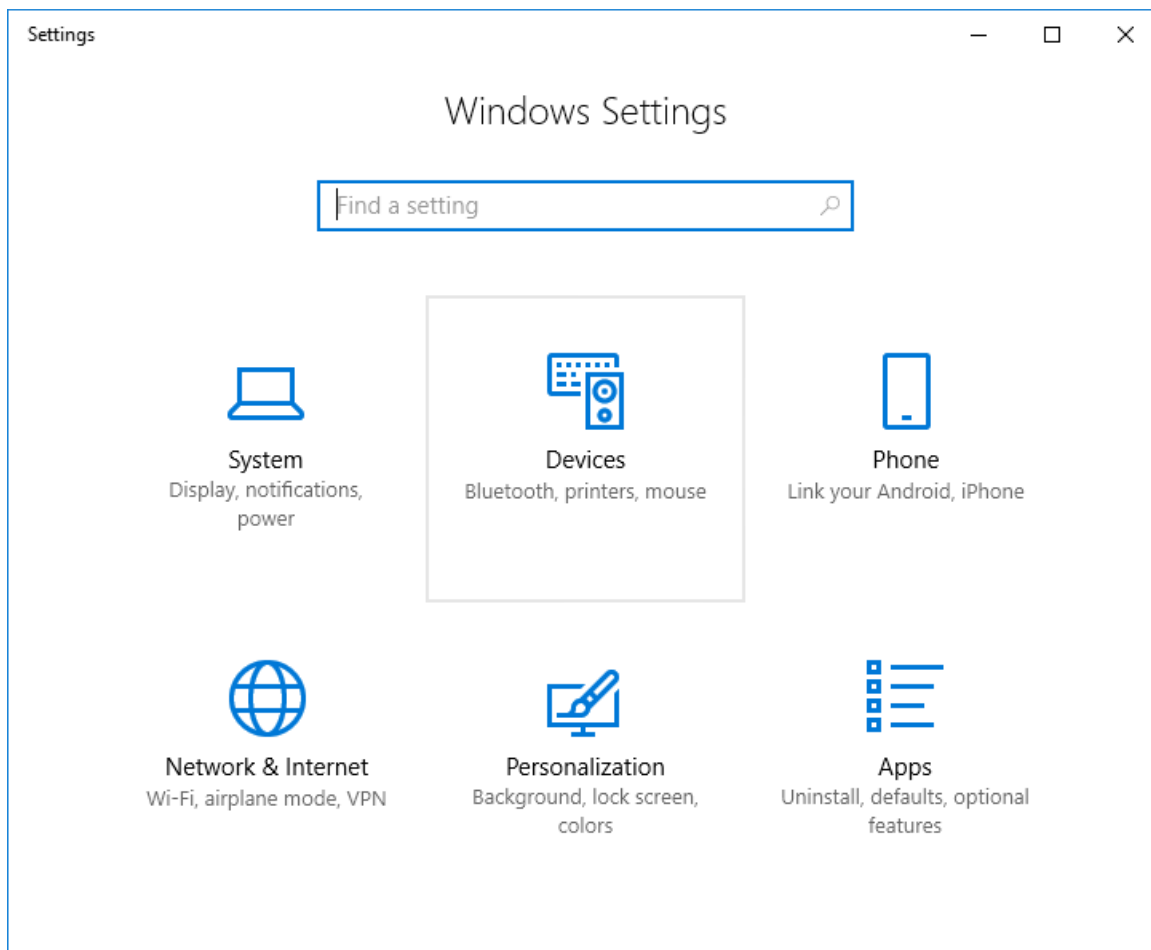 Settings
Windows Settings
Find a setting
System
Display, notifications,
power
Devices
Bluetooth, printers, mouse
Phone
Link your Android, iPhone
Network & Internet
Wi-Fi, airplane mode, VPN
Personalization
Background, lock screen,
colors
Apps
Uninstall, defaults, optional
features